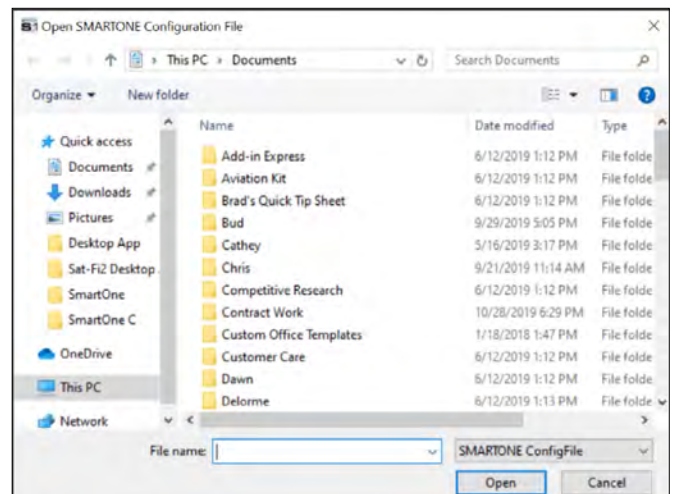 S1 Open SMARTONE Configuration File
This PC > Documents
Search Documents
Organize
New folder
Name
Date modified
Type
Quick access
Documents
Downloads
Pictures
Desktop App
Sat-Fi2 Desktop
SmartOne
SmartOne C
OneDrive
This PC
Network
Add-in Express 6/12/2019 1:12 PM File folde
Aviation Kit 6/12/2019 1:12 PM File folde
Brad's Quick Tip Sheet 6/12/2019 1:12 PM File folde
Bud 9/29/2019 5:05 PM File folde
Cathey 5/16/2019 3:17 PM File folde
Chris 9/21/2019 11:14 AM File folde
Competitive Research 6/12/2019 1:12 PM File folde
Contract Work 10/28/2019 6:29 PM File folde
Custom Office Templates 1/18/2018 1:47 PM File folde
Customer Care 6/12/2019 1:12 PM File folde
Dawn 6/12/2019 1:12 PM File folde
Delorme 6/12/2019 1:13 PM File folde
File name:
SMARTONE ConfigFile
Open
Cancel